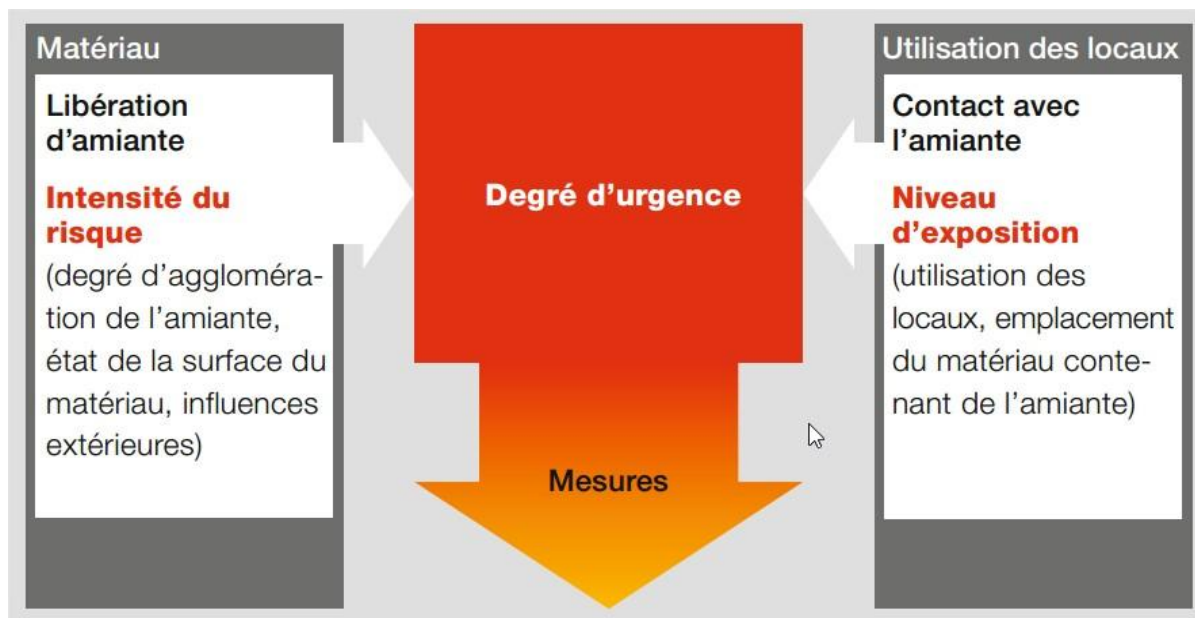 Matériau
Libération
d’amiante
Intensité du
risque
(degré d’aggloméra-
tion de l’amiante,
état de la surface du
matériau, influences
extérieures)
Degré d’urgence
Mesures
Utilisation des locaux
Contact avec
l’amiante
Niveau
d’exposition
(utilisation des
locaux, emplacement
du matériau conte-
nant de l’amiante)